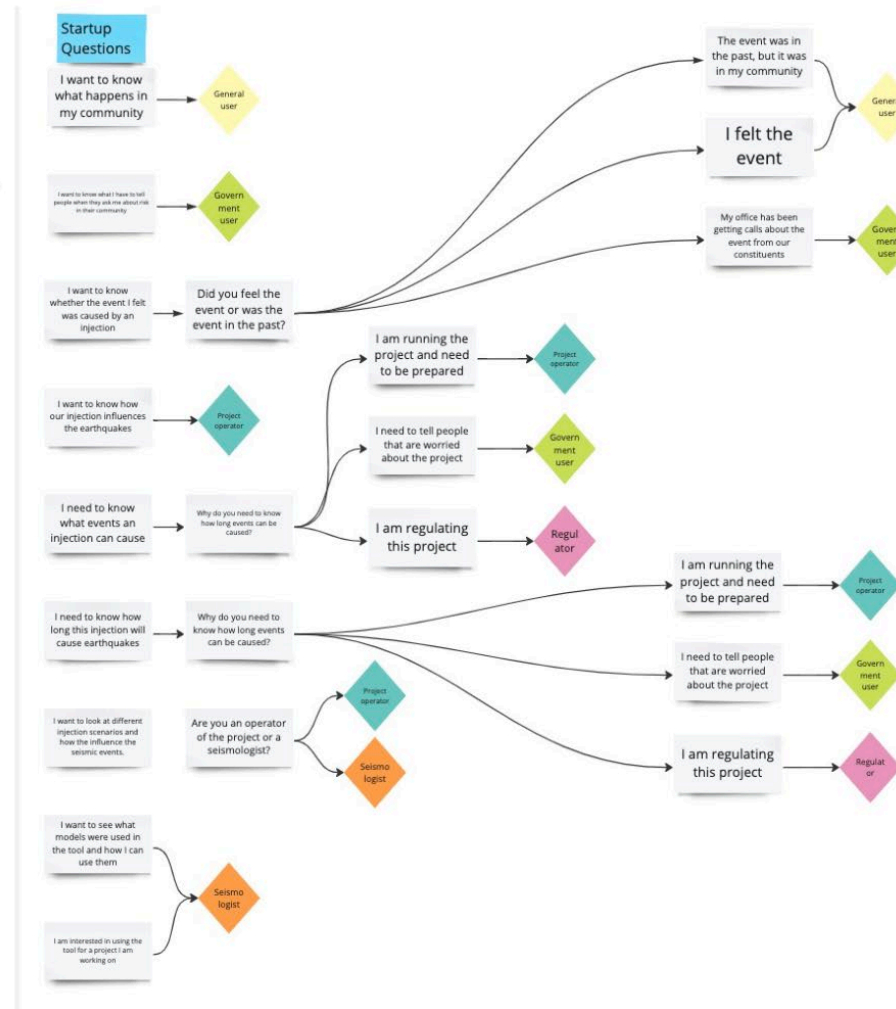 Startup
Questions
I want to know
what happens in
my community
General
user
I want to know what I have to tell
people when they ask me about risk
in their community
Govern
ment
user
I want to know
whether the event I felt
was caused by an
injection
Did you feel the
event or was the
event in the past?
The event was in
the past, but it was
in my community
I felt the
event
General
user
My office has been
getting calls about the
event from our
constituents
Govern
ment
user
I want to know how
our injection influences
the earthquakes
Project
operator
I need to know
what events an
injection can cause
Why do you need to know
how long events can be
caused?
I am running the
project and need
to be prepared
Project
operator
I need to tell people
that are worried
about the project
Govern
ment
user
I am regulating
this project
Regul
ator
I need to know how
long this injection will
cause earthquakes
Why do you need to
know how long events
can be caused?
I am running the
project and need
to be prepared
Project
operator
I need to tell people
that are worried
about the project
Govern
ment
user
I am regulating
this project
Regulat
or
I want to look at different
injection scenarios and
how the influence the
seismic events.
Are you an operator
of the project or a
seismologist?
Project
operator
Seismo
logist
I want to see what
models were used in
the tool and how I can
use them
I am interested in using the
tool for a project I am
working on
Seismo
logist